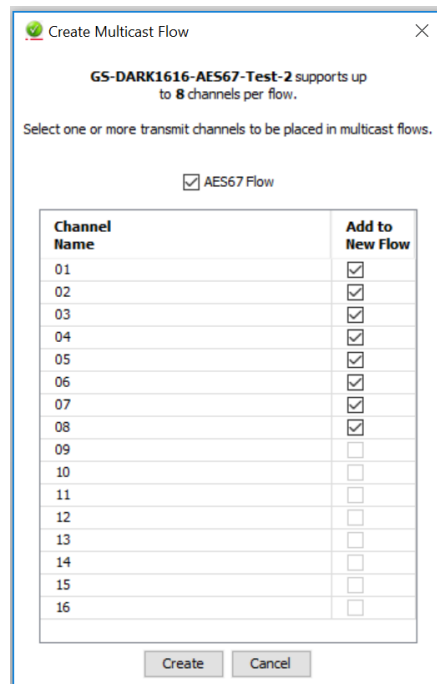 Create Multicast Flow
GS-DARK1616-AES67-Test-2 supports up
to 8 channels per flow.
Select one or more transmit channels to be placed in multicast flows.
AES67 Flow
Channel Name Add to New Flow
01
02
03
04
05
06
07
08
09
10
11
12
13
14
15
16
Create Cancel